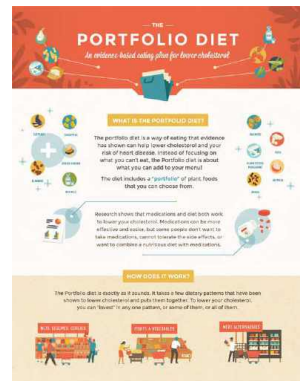 THE
PORTFOLIO DIET
An evidence-based eating plan for lower cholesterol
WHAT IS THE PORTFOLIO DIET?
The portfolio diet is a way of eating that evidence
has shown can help lower cholesterol and your
risk of heart disease. Instead of focusing on
what you can't eat, the Portfolio diet is about
what you can add to your menu!
The diet includes a "portfolio" of plant foods
that you can choose from.
Research shows that medications and diet both work
to lower your cholesterol. Medications can be more
effective and easier, but some people don't want to
take medications, cannot tolerate the side effects, or
want to combine a nutritious diet with medications.
HOW DOES IT WORK?
The Portfolio diet is exactly as it sounds. It takes a few dietary patterns that have been
shown to lower cholesterol and puts them together. To lower your cholesterol,
you can "invest" in any one pattern, or some of them, or all of them.
FRUITS & VEGETABLES
MEAT ALTERNATIVES